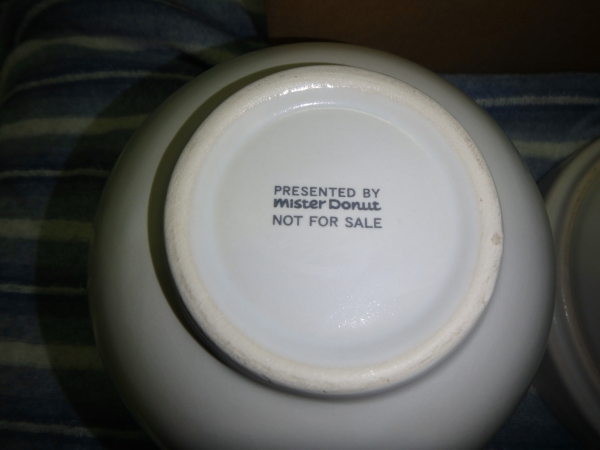 PRESENTED BY
mister Donut
NOT FOR SALE